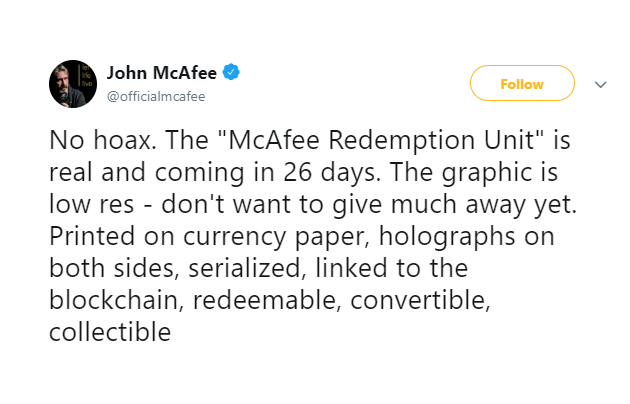 John McAfee
Follow
@officialmcafee
No hoax. The "McAfee Redemption Unit" is
real and coming in 26 days. The graphic is
low res - don't want to give much away yet.
Printed on currency paper, holographs on
both sides, serialized, linked to the
blockchain, redeemable, convertible,
collectible